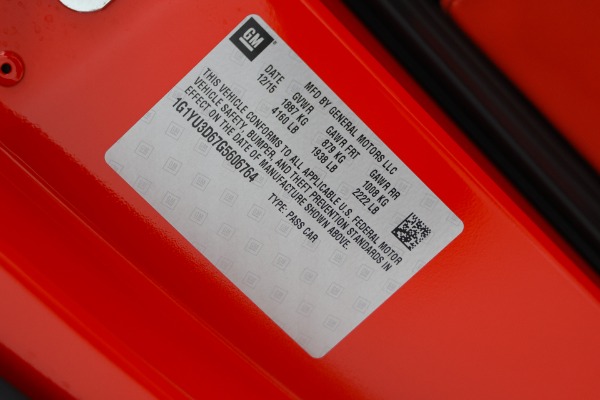 GM
MFD BY GENERAL MOTORS LLC
DATE GVWR GAWR FRT GAWR RR
12/15 1887 KG 879 KG 1008 KG
4160 LB 1938 LB 2222 LB
THIS VEHICLE CONFORMS TO ALL APPLICABLE U.S. FEDERAL MOTOR
VEHICLE SAFETY, BUMPER, AND THEFT PREVENTION STANDARDS IN
EFFECT ON THE DATE OF MANUFACTURE SHOWN ABOVE.
1G1YU3D67G5606764
TYPE: PASS CAR